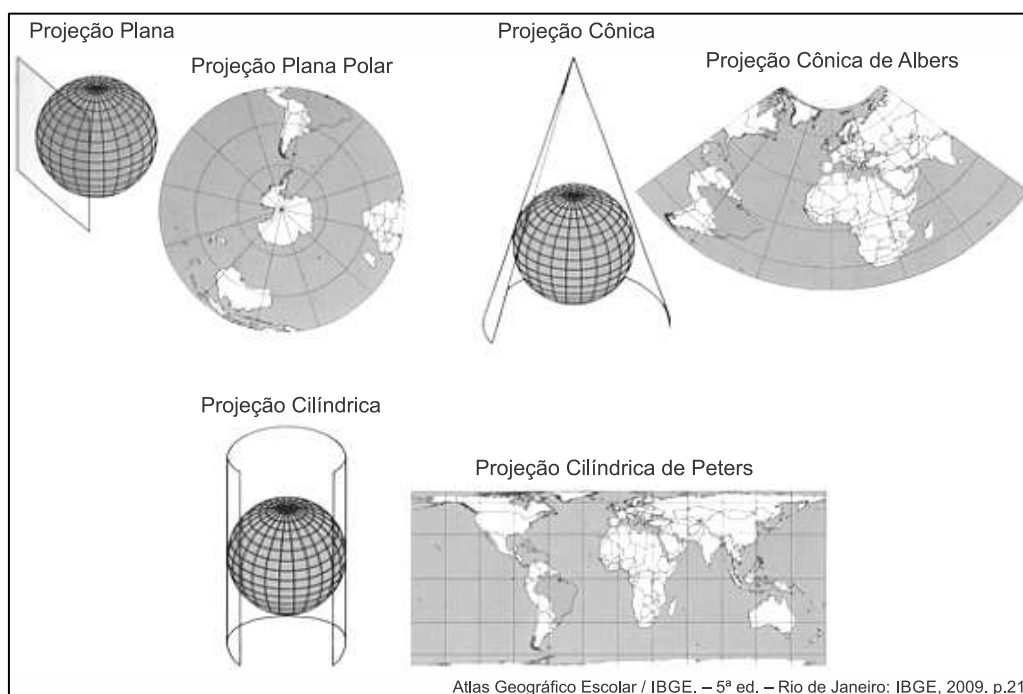 Projeção Plana
Projeção Plana Polar
Projeção Cônica
Projeção Cônica de Albers
Projeção Cilíndrica
Projeção Cilíndrica de Peters
Atlas Geográfico Escolar / IBGE. – 5ª ed. – Rio de Janeiro: IBGE, 2009. p.21